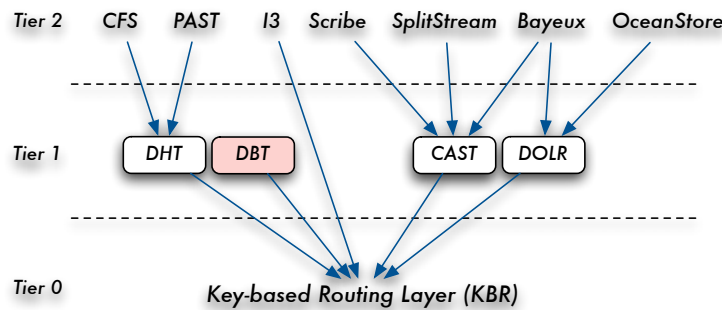 Tier 2 CFS PAST I3 Scribe SplitStream Bayeux OceanStore
Tier 1 DHT DBT CAST DOLR
Tier 0 Key-based Routing Layer (KBR)